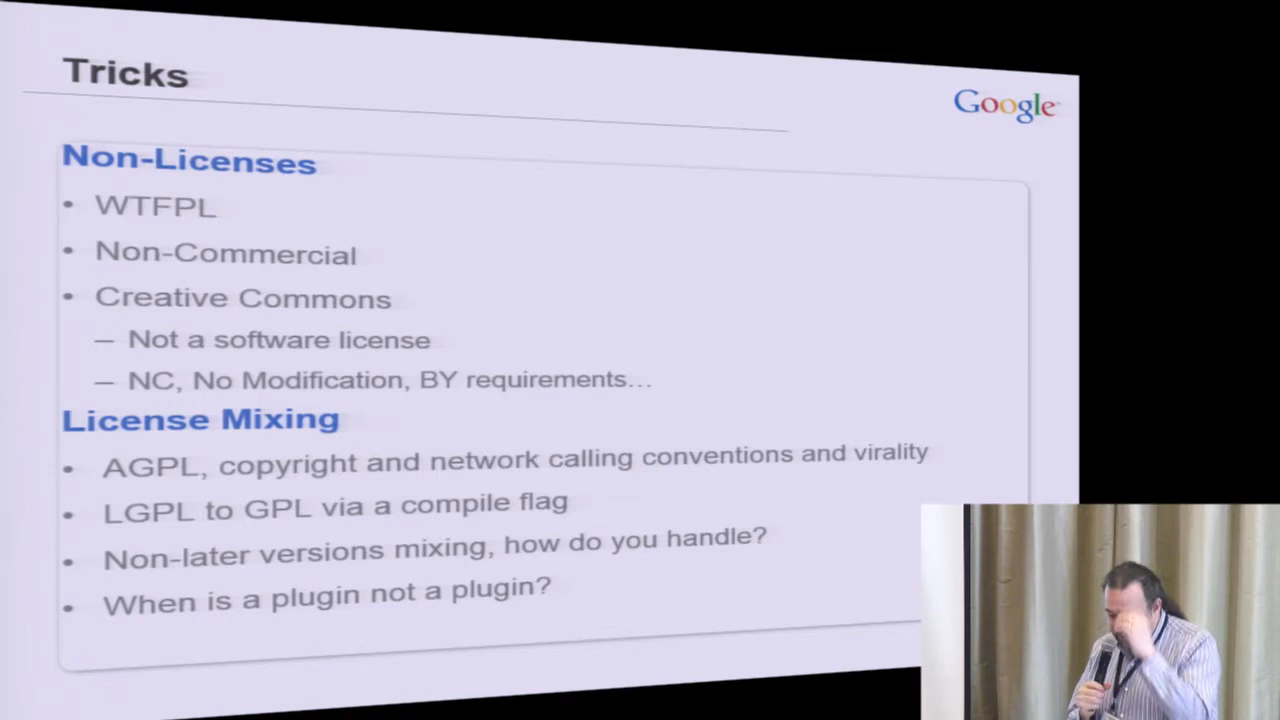 Tricks
Google
Non-Licenses
• WTFPL
• Non-Commercial
• Creative Commons
– Not a software license
– NC, No Modification, BY requirements…
License Mixing
• AGPL, copyright and network calling conventions and virality
• LGPL to GPL via a compile flag
• Non-later versions mixing, how do you handle?
• When is a plugin not a plugin?